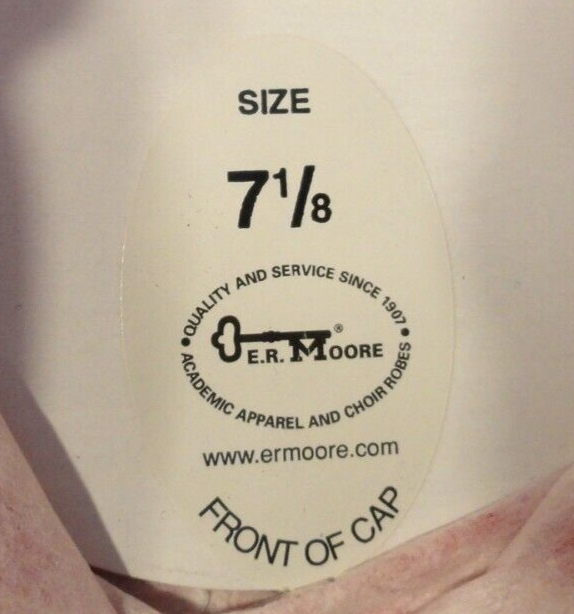 SIZE
7 1/8
• QUALITY AND SERVICE SINCE 1907 •
E.R. MOORE®
ACADEMIC APPAREL AND CHOIR ROBES
www.ermoore.com
FRONT OF CAP